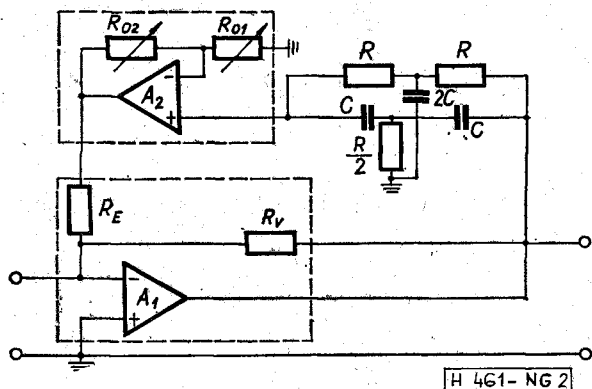 R02 R01
A2
−
+
R R
C 2C C
R/2
RE
RV
A1
−
+
H 461- NG 2